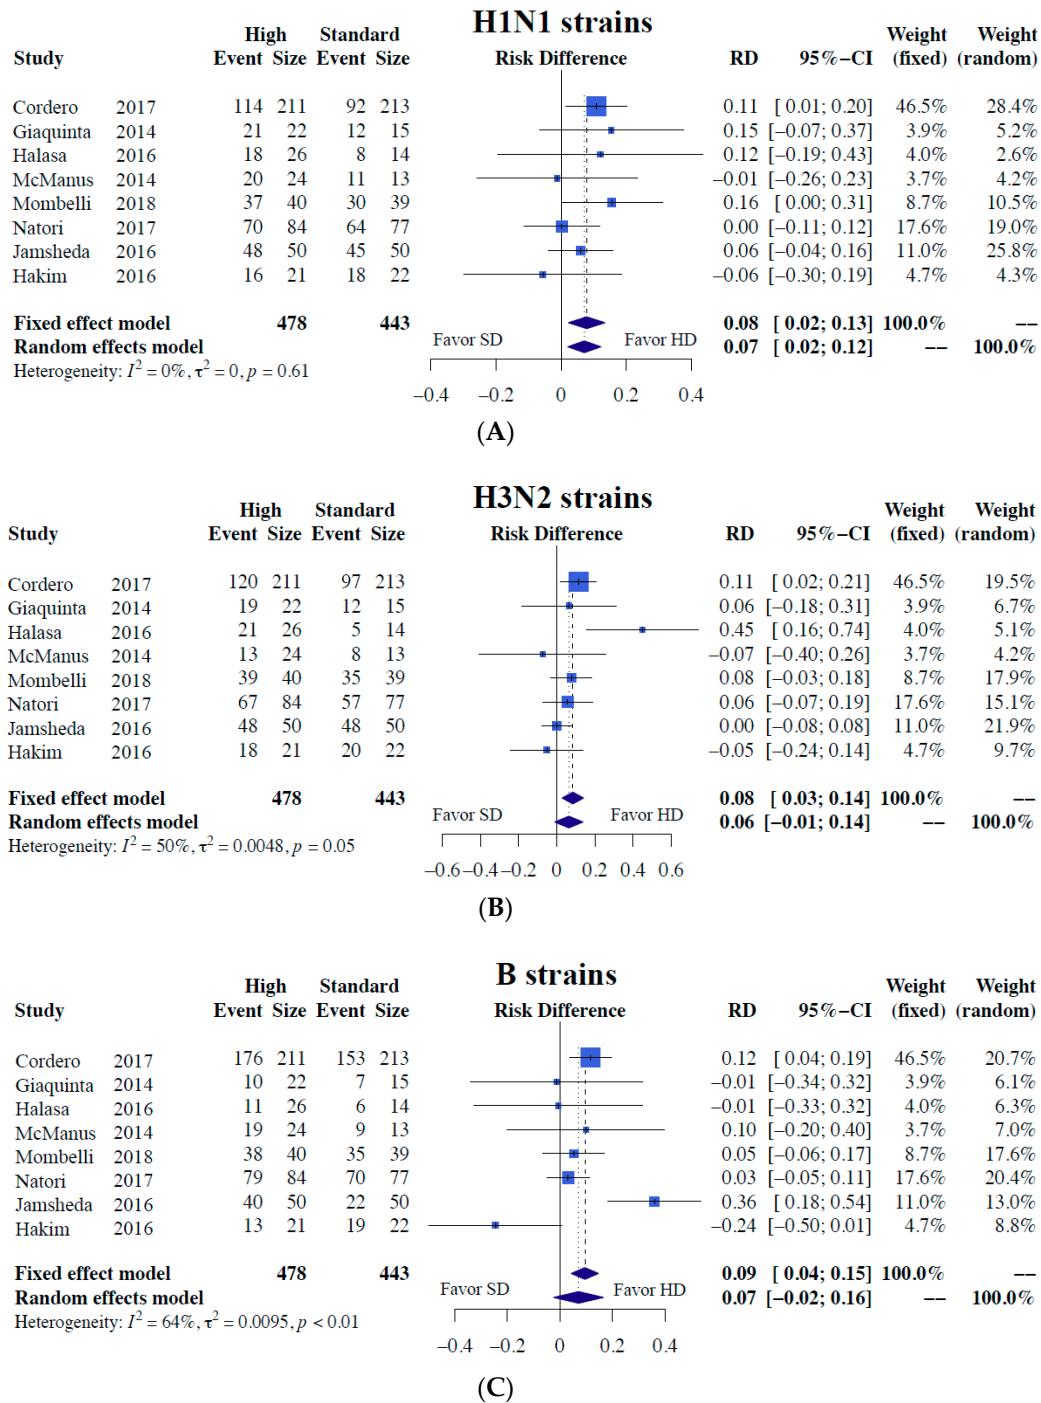 H1N1 strains
High Standard Weight Weight
Study Event Size Event Size Risk Difference RD 95%−CI (fixed) (random)
Cordero 2017 114 211 92 213 0.11 [ 0.01; 0.20] 46.5% 28.4%
Giaquinta 2014 21 22 12 15 0.15 [−0.07; 0.37] 3.9% 5.2%
Halasa 2016 18 26 8 14 0.12 [−0.19; 0.43] 4.0% 2.6%
McManus 2014 20 24 11 13 −0.01 [−0.26; 0.23] 3.7% 4.2%
Mombelli 2018 37 40 30 39 0.16 [ 0.00; 0.31] 8.7% 10.5%
Natori 2017 70 84 64 77 0.00 [−0.11; 0.12] 17.6% 19.0%
Jamsheda 2016 48 50 45 50 0.06 [−0.04; 0.16] 11.0% 25.8%
Hakim 2016 16 21 18 22 −0.06 [−0.30; 0.19] 4.7% 4.3%
Fixed effect model 478 443 0.08 [ 0.02; 0.13] 100.0% −−
Random effects model Favor SD Favor HD 0.07 [ 0.02; 0.12] −− 100.0%
Heterogeneity: I² = 0%, τ² = 0, p = 0.61
−0.4 −0.2 0 0.2 0.4
(A)
H3N2 strains
High Standard Weight Weight
Study Event Size Event Size Risk Difference RD 95%−CI (fixed) (random)
Cordero 2017 120 211 97 213 0.11 [ 0.02; 0.21] 46.5% 19.5%
Giaquinta 2014 19 22 12 15 0.06 [−0.18; 0.31] 3.9% 6.7%
Halasa 2016 21 26 5 14 0.45 [ 0.16; 0.74] 4.0% 5.1%
McManus 2014 13 24 8 13 −0.07 [−0.40; 0.26] 3.7% 4.2%
Mombelli 2018 39 40 35 39 0.08 [−0.03; 0.18] 8.7% 17.9%
Natori 2017 67 84 57 77 0.06 [−0.07; 0.19] 17.6% 15.1%
Jamsheda 2016 48 50 48 50 0.00 [−0.08; 0.08] 11.0% 21.9%
Hakim 2016 18 21 20 22 −0.05 [−0.24; 0.14] 4.7% 9.7%
Fixed effect model 478 443 0.08 [ 0.03; 0.14] 100.0% −−
Random effects model Favor SD Favor HD 0.06 [−0.01; 0.14] −− 100.0%
Heterogeneity: I² = 50%, τ² = 0.0048, p = 0.05
−0.6 −0.4 −0.2 0 0.2 0.4 0.6
(B)
B strains
High Standard Weight Weight
Study Event Size Event Size Risk Difference RD 95%−CI (fixed) (random)
Cordero 2017 176 211 153 213 0.12 [ 0.04; 0.19] 46.5% 20.7%
Giaquinta 2014 10 22 7 15 −0.01 [−0.34; 0.32] 3.9% 6.1%
Halasa 2016 11 26 6 14 −0.01 [−0.33; 0.32] 4.0% 6.3%
McManus 2014 19 24 9 13 0.10 [−0.20; 0.40] 3.7% 7.0%
Mombelli 2018 38 40 35 39 0.05 [−0.06; 0.17] 8.7% 17.6%
Natori 2017 79 84 70 77 0.03 [−0.05; 0.11] 17.6% 20.4%
Jamsheda 2016 40 50 22 50 0.36 [ 0.18; 0.54] 11.0% 13.0%
Hakim 2016 13 21 19 22 −0.24 [−0.50; 0.01] 4.7% 8.8%
Fixed effect model 478 443 0.09 [ 0.04; 0.15] 100.0% −−
Random effects model Favor SD Favor HD 0.07 [−0.02; 0.16] −− 100.0%
Heterogeneity: I² = 64%, τ² = 0.0095, p < 0.01
−0.4 −0.2 0 0.2 0.4
(C)